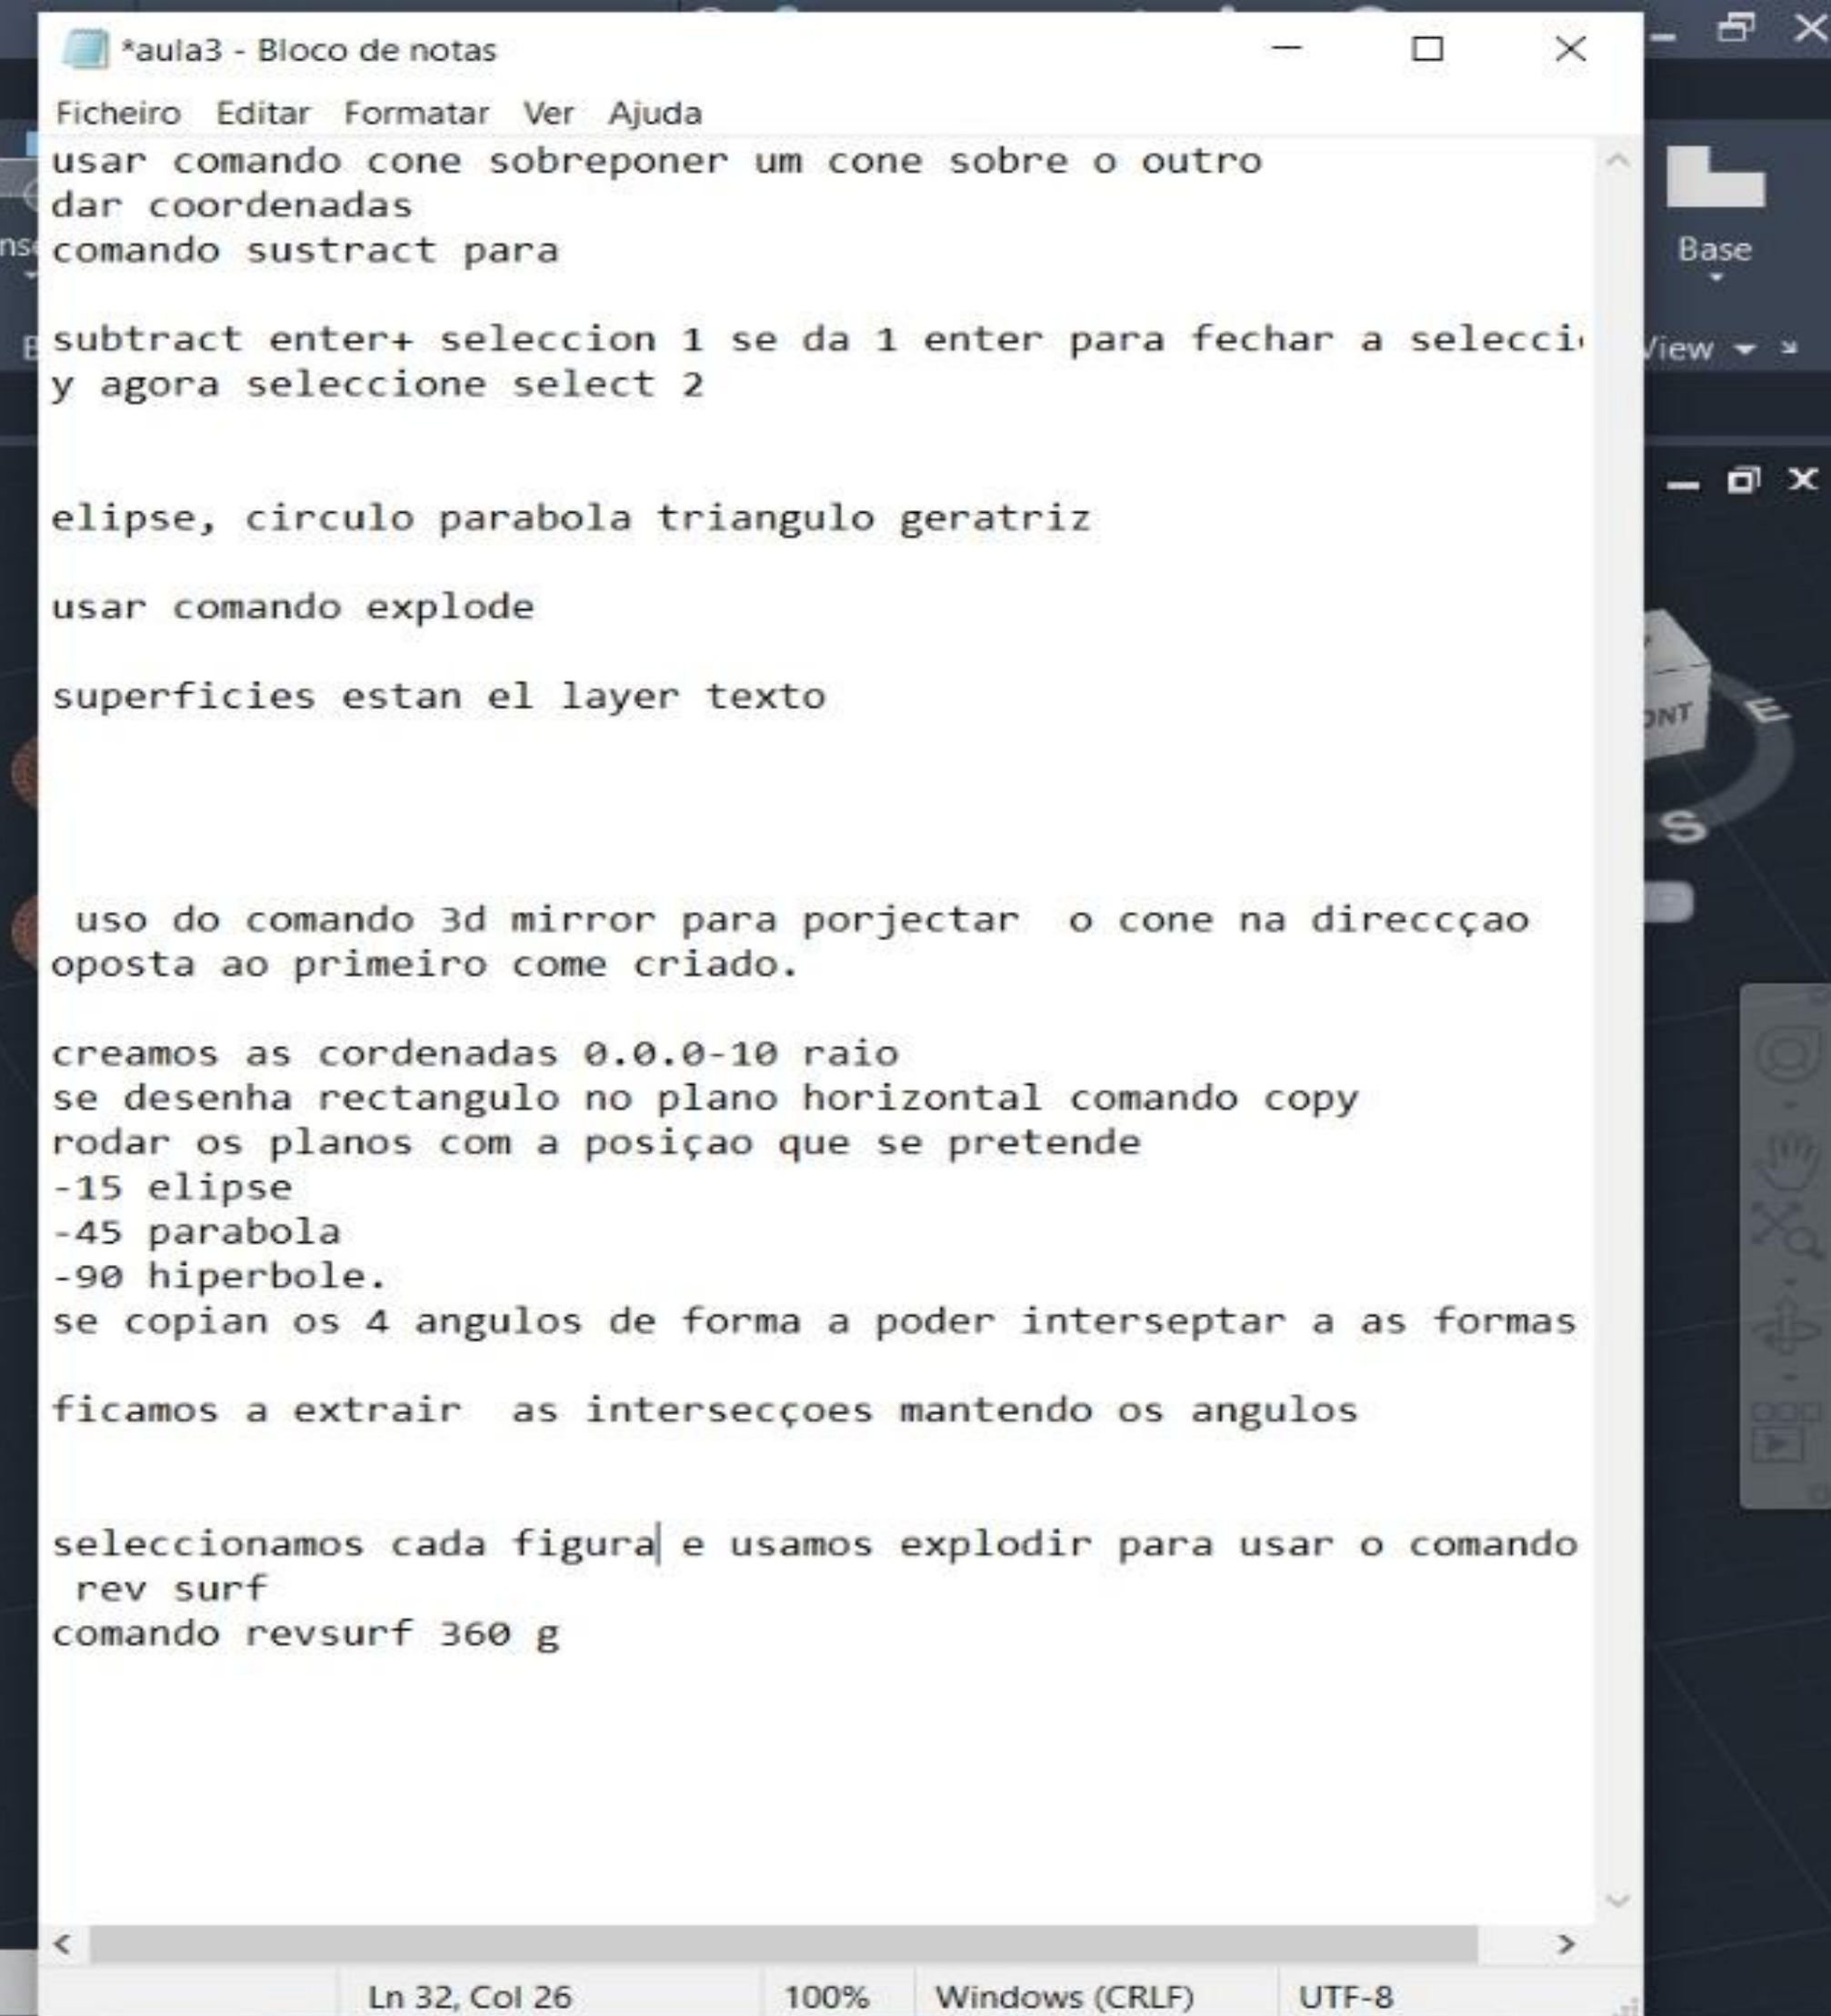 *aula3 - Bloco de notas
Ficheiro Editar Formatar Ver Ajuda
usar comando cone sobreponer um cone sobre o outro
dar coordenadas
comando sustract para
subtract enter+ seleccion 1 se da 1 enter para fechar a selecci
y agora seleccione select 2
elipse, circulo parabola triangulo geratriz
usar comando explode
superficies estan el layer texto
uso do comando 3d mirror para porjectar o cone na direccçao
oposta ao primeiro come criado.
creamos as cordenadas 0.0.0-10 raio
se desenha rectangulo no plano horizontal comando copy
rodar os planos com a posiçao que se pretende
-15 elipse
-45 parabola
-90 hiperbole.
se copian os 4 angulos de forma a poder interseptar a as formas
ficamos a extrair as intersecçoes mantendo os angulos
seleccionamos cada figura e usamos explodir para usar o comando
rev surf
comando revsurf 360 g
Ln 32, Col 26 100% Windows (CRLF) UTF-8
Base
View
E
S